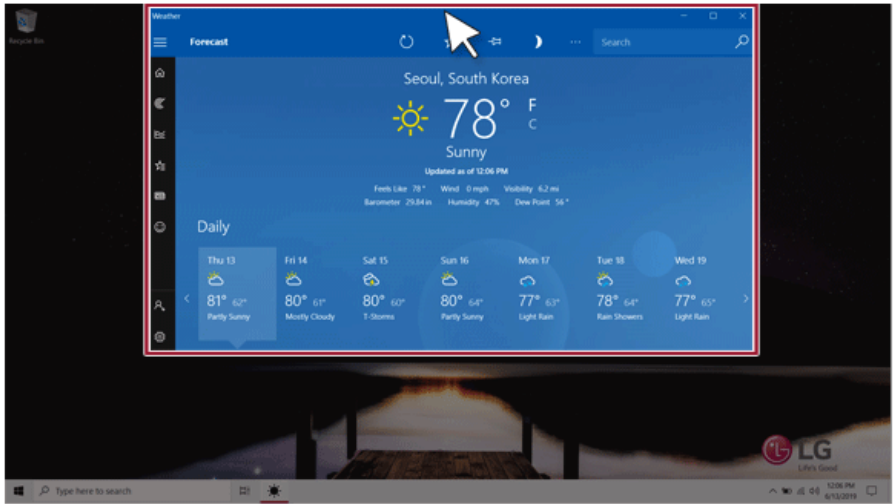 Weather
Recycle Bin
Forecast
Search
Seoul, South Korea
78° F
C
Sunny
Updated as of 12:06 PM
Feels Like 78° Wind 0 mph Visibility 6.2 mi
Barometer 29.84 in Humidity 47% Dew Point 56°
Daily
Thu 13 Fri 14 Sat 15 Sun 16 Mon 17 Tue 18 Wed 19
81° 62° 80° 61° 80° 60° 80° 64° 77° 63° 78° 64° 77° 65°
Partly Sunny Mostly Cloudy T-Storms Partly Sunny Light Rain Rain Showers Light Rain
LG
Life's Good
Type here to search
12:06 PM
6/13/2019